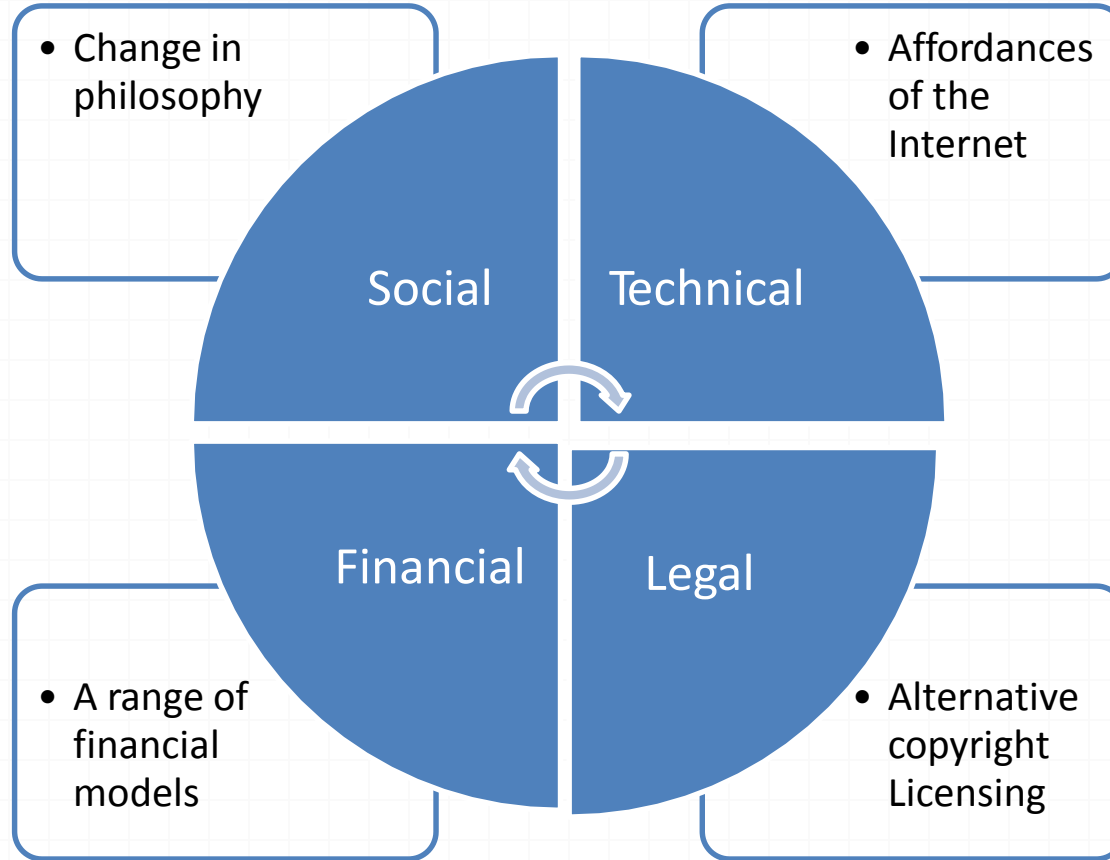 • Change in
philosophy
• Affordances
of the
Internet
Social
Technical
Financial
Legal
• A range of
financial
models
• Alternative
copyright
Licensing